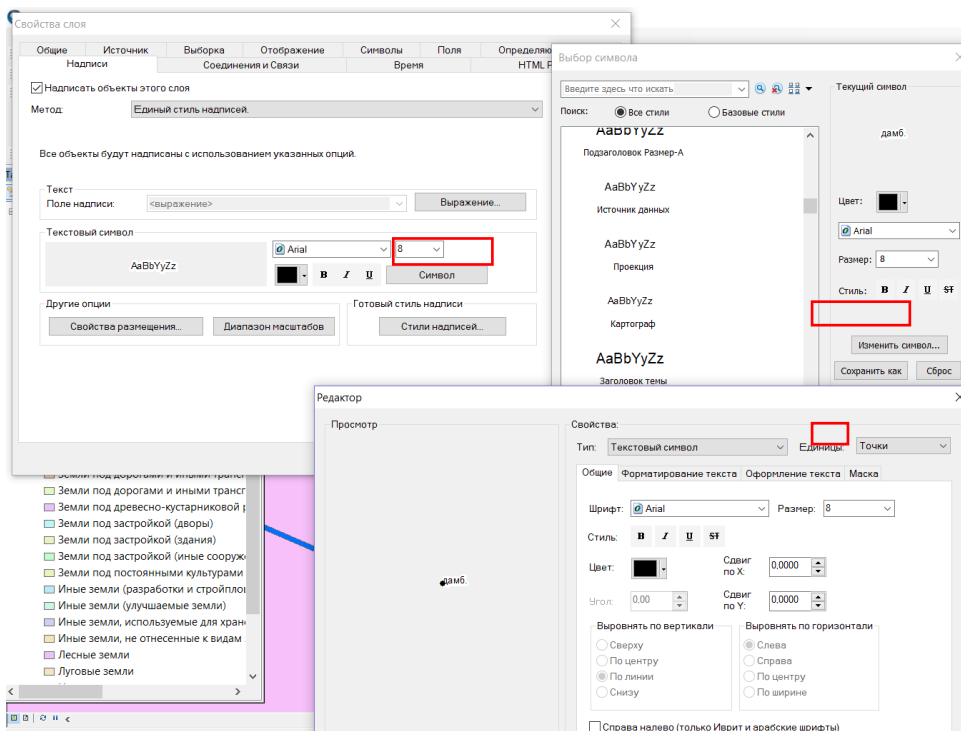 Свойства слоя
Общие Источник Выборка Отображение Символы Поля
Надписи Соединения и Связи Время
Надписать объекты этого слоя
Метод: Единый стиль надписей.
Все объекты будут надписаны с использованием указанных опций.
Текст
Поле надписи: <выражение> Выражение...
Текстовый символ
AaBbYyZz Arial 8
B I U Символ
Другие опции Готовый стиль надписи
Свойства размещения... Диапазон масштабов Стили надписей...
Выбор символа
Введите здесь что искать
Поиск: Все стили Базовые стили
AaBbYyZz
Подзаголовок Размер-A
AaBbYyZz
Источник данных
AaBbYyZz
Проекция
AaBbYyZz
Картограф
AaBbYyZz
Заголовок темы
Текущий символ
дамб.
Цвет:
Arial
Размер: 8
Стиль: B I U ST
Изменить символ...
Сохранить как Сброс
Редактор
Просмотр
дамб.
Свойства:
Тип: Текстовый символ Единицы: Точки
Общие Форматирование текста Оформление текста Маска
Шрифт: Arial Размер: 8
Стиль: B I U ST
Цвет: Сдвиг по X: 0,0000
Угол: 0,00 Сдвиг по Y: 0,0000
Выровнять по вертикали Выровнять по горизонтали
Сверху Слева
По центру Справа
По линии По центру
Снизу По ширине
Справа налево (только Иврит и арабские шрифты)
Земли под дорогами и иными трансп
Земли под древесно-кустарниковой р
Земли под застройкой (дворы)
Земли под застройкой (здания)
Земли под застройкой (иные сооруж
Земли под постоянными культурами
Иные земли (разработки и стройпло
Иные земли (улучшаемые земли)
Иные земли, используемые для хран
Иные земли, не отнесенные к видам
Лесные земли
Луговые земли